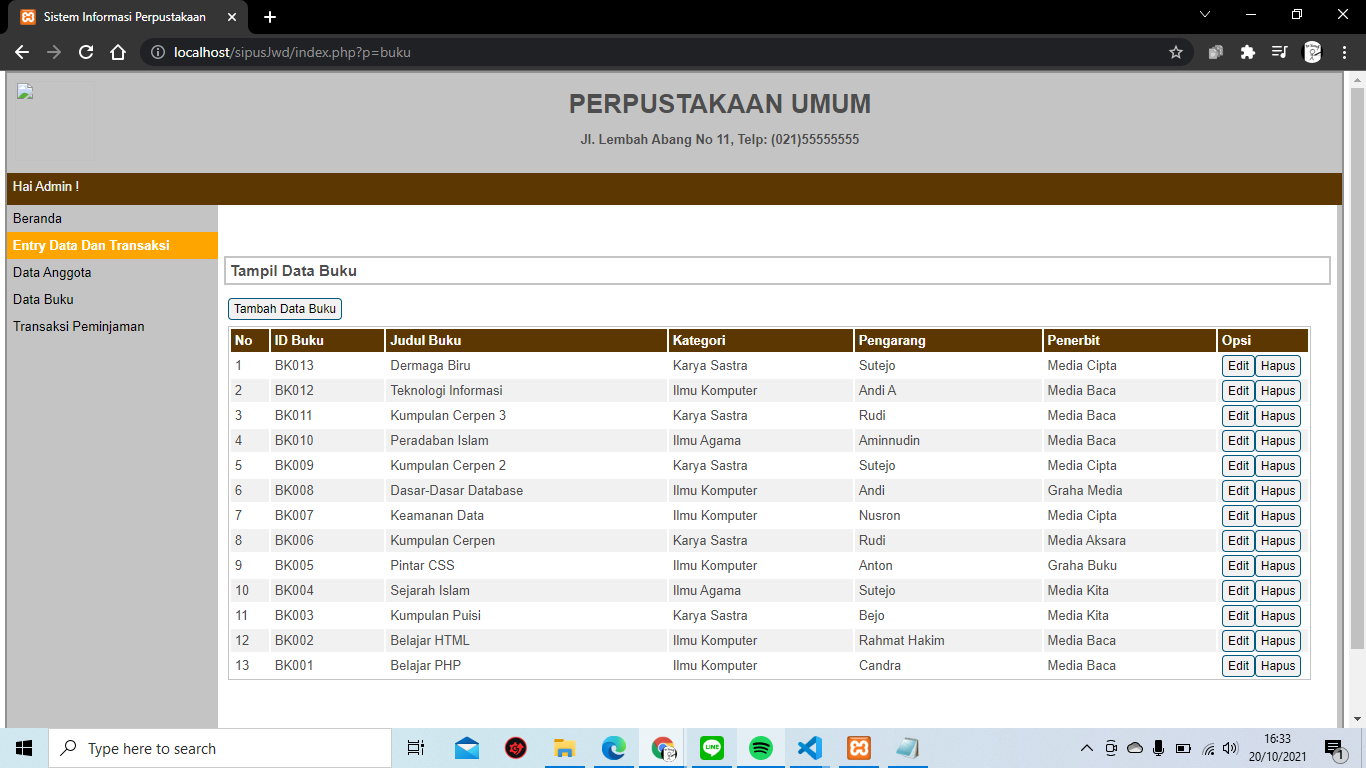 Sistem Informasi Perpustakaan
localhost/sipusJwd/index.php?p=buku
PERPUSTAKAAN UMUM
Jl. Lembah Abang No 11, Telp: (021)55555555
Hai Admin !
Beranda
Entry Data Dan Transaksi
Data Anggota
Data Buku
Transaksi Peminjaman
Tampil Data Buku
Tambah Data Buku
No ID Buku Judul Buku Kategori Pengarang Penerbit Opsi
1 BK013 Dermaga Biru Karya Sastra Sutejo Media Cipta Edit Hapus
2 BK012 Teknologi Informasi Ilmu Komputer Andi A Media Baca Edit Hapus
3 BK011 Kumpulan Cerpen 3 Karya Sastra Rudi Media Baca Edit Hapus
4 BK010 Peradaban Islam Ilmu Agama Aminnudin Media Baca Edit Hapus
5 BK009 Kumpulan Cerpen 2 Karya Sastra Sutejo Media Cipta Edit Hapus
6 BK008 Dasar-Dasar Database Ilmu Komputer Andi Graha Media Edit Hapus
7 BK007 Keamanan Data Ilmu Komputer Nusron Media Cipta Edit Hapus
8 BK006 Kumpulan Cerpen Karya Sastra Rudi Media Aksara Edit Hapus
9 BK005 Pintar CSS Ilmu Komputer Anton Graha Buku Edit Hapus
10 BK004 Sejarah Islam Ilmu Agama Sutejo Media Kita Edit Hapus
11 BK003 Kumpulan Puisi Karya Sastra Bejo Media Kita Edit Hapus
12 BK002 Belajar HTML Ilmu Komputer Rahmat Hakim Media Baca Edit Hapus
13 BK001 Belajar PHP Ilmu Komputer Candra Media Baca Edit Hapus
Type here to search
LINE
16:33
20/10/2021
1